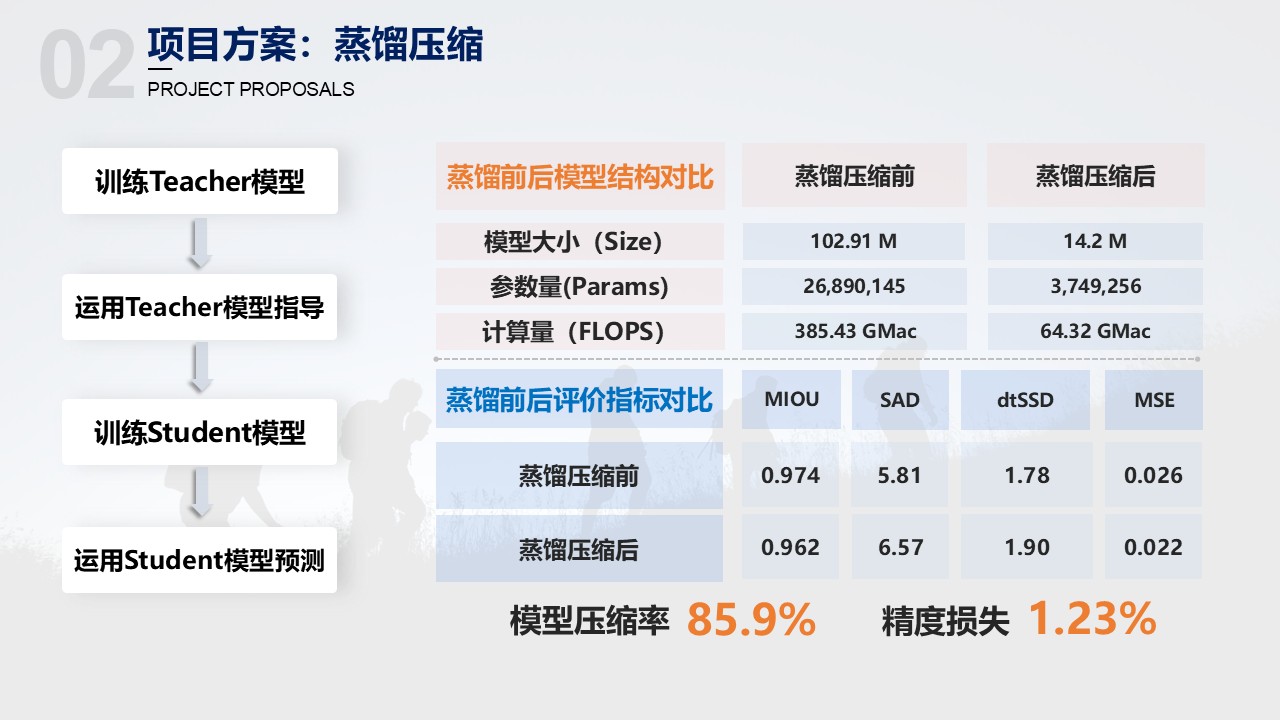 02
项目方案：蒸馏压缩
PROJECT PROPOSALS
训练Teacher模型
运用Teacher模型指导
训练Student模型
运用Student模型预测
蒸馏前后模型结构对比 蒸馏压缩前 蒸馏压缩后
模型大小（Size） 102.91 M 14.2 M
参数量(Params) 26,890,145 3,749,256
计算量（FLOPS） 385.43 GMac 64.32 GMac
蒸馏前后评价指标对比 MIOU SAD dtSSD MSE
蒸馏压缩前 0.974 5.81 1.78 0.026
蒸馏压缩后 0.962 6.57 1.90 0.022
模型压缩率 85.9% 精度损失 1.23%